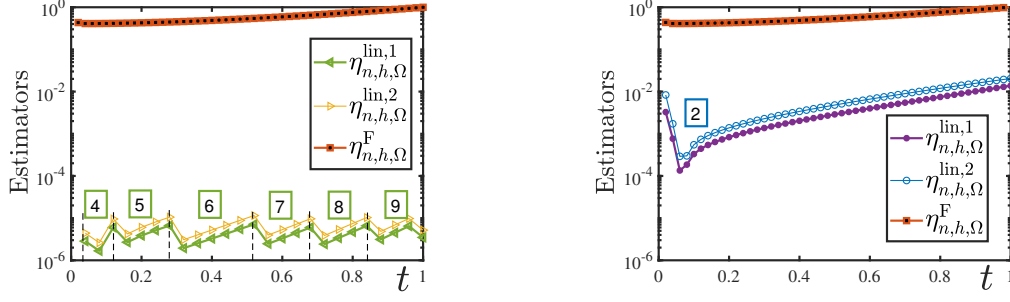 10^0
10^-2
10^-4
10^-6
Estimators
η^{lin,1}_{n,h,Ω}
η^{lin,2}_{n,h,Ω}
η^F_{n,h,Ω}
4 5 6 7 8 9
0 0.2 0.4 0.6 0.8 1
t
10^0
10^-2
10^-4
10^-6
Estimators
2
η^{lin,1}_{n,h,Ω}
η^{lin,2}_{n,h,Ω}
η^F_{n,h,Ω}
0 0.2 0.4 0.6 0.8 1
t